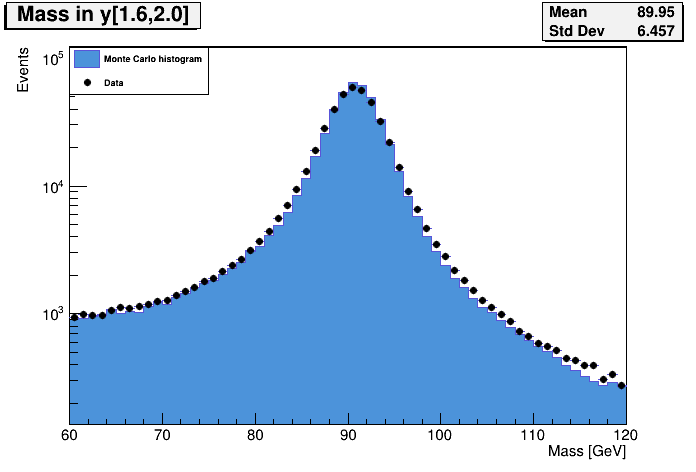 Mass in y[1.6,2.0]
Mean 89.95
Std Dev 6.457
Events
Monte Carlo histogram
Data
10^5
10^4
10^3
60 70 80 90 100 110 120
Mass [GeV]